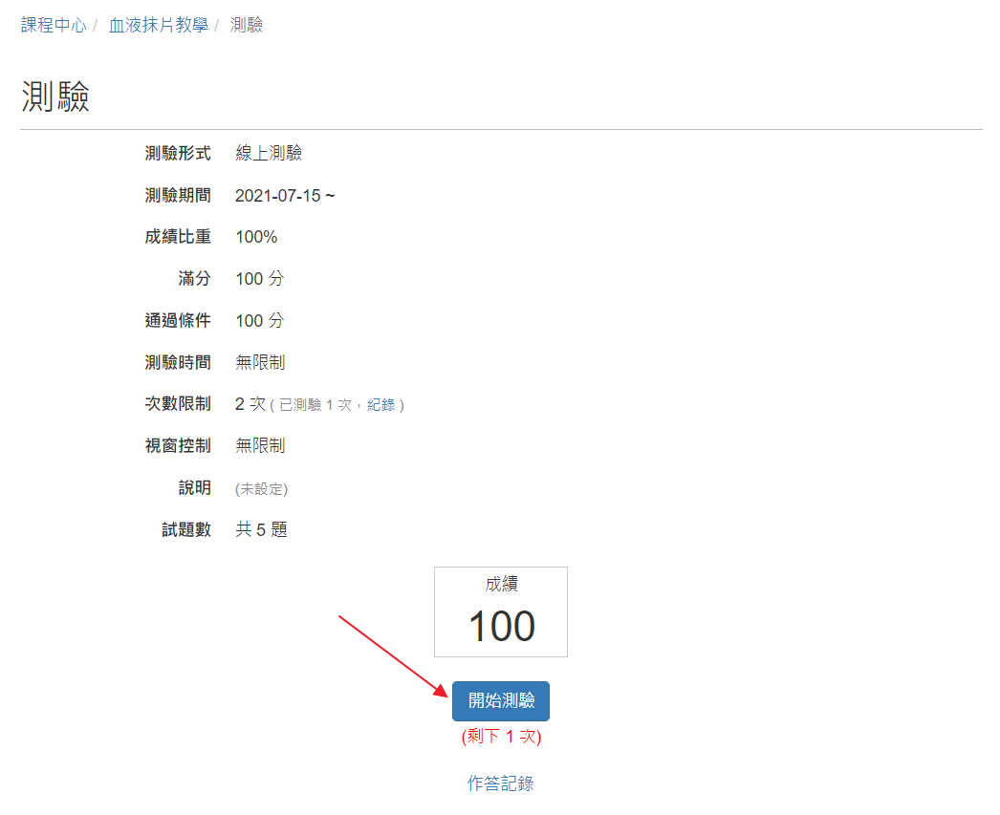 課程中心 / 血液抹片教學 / 測驗
測驗
測驗形式 線上測驗
測驗期間 2021-07-15 ~
成績比重 100%
滿分 100 分
通過條件 100 分
測驗時間 無限制
次數限制 2 次 ( 已測驗 1 次，紀錄 )
視窗控制 無限制
說明 (未設定)
試題數 共 5 題
成績
100
開始測驗
(剩下 1 次)
作答記錄